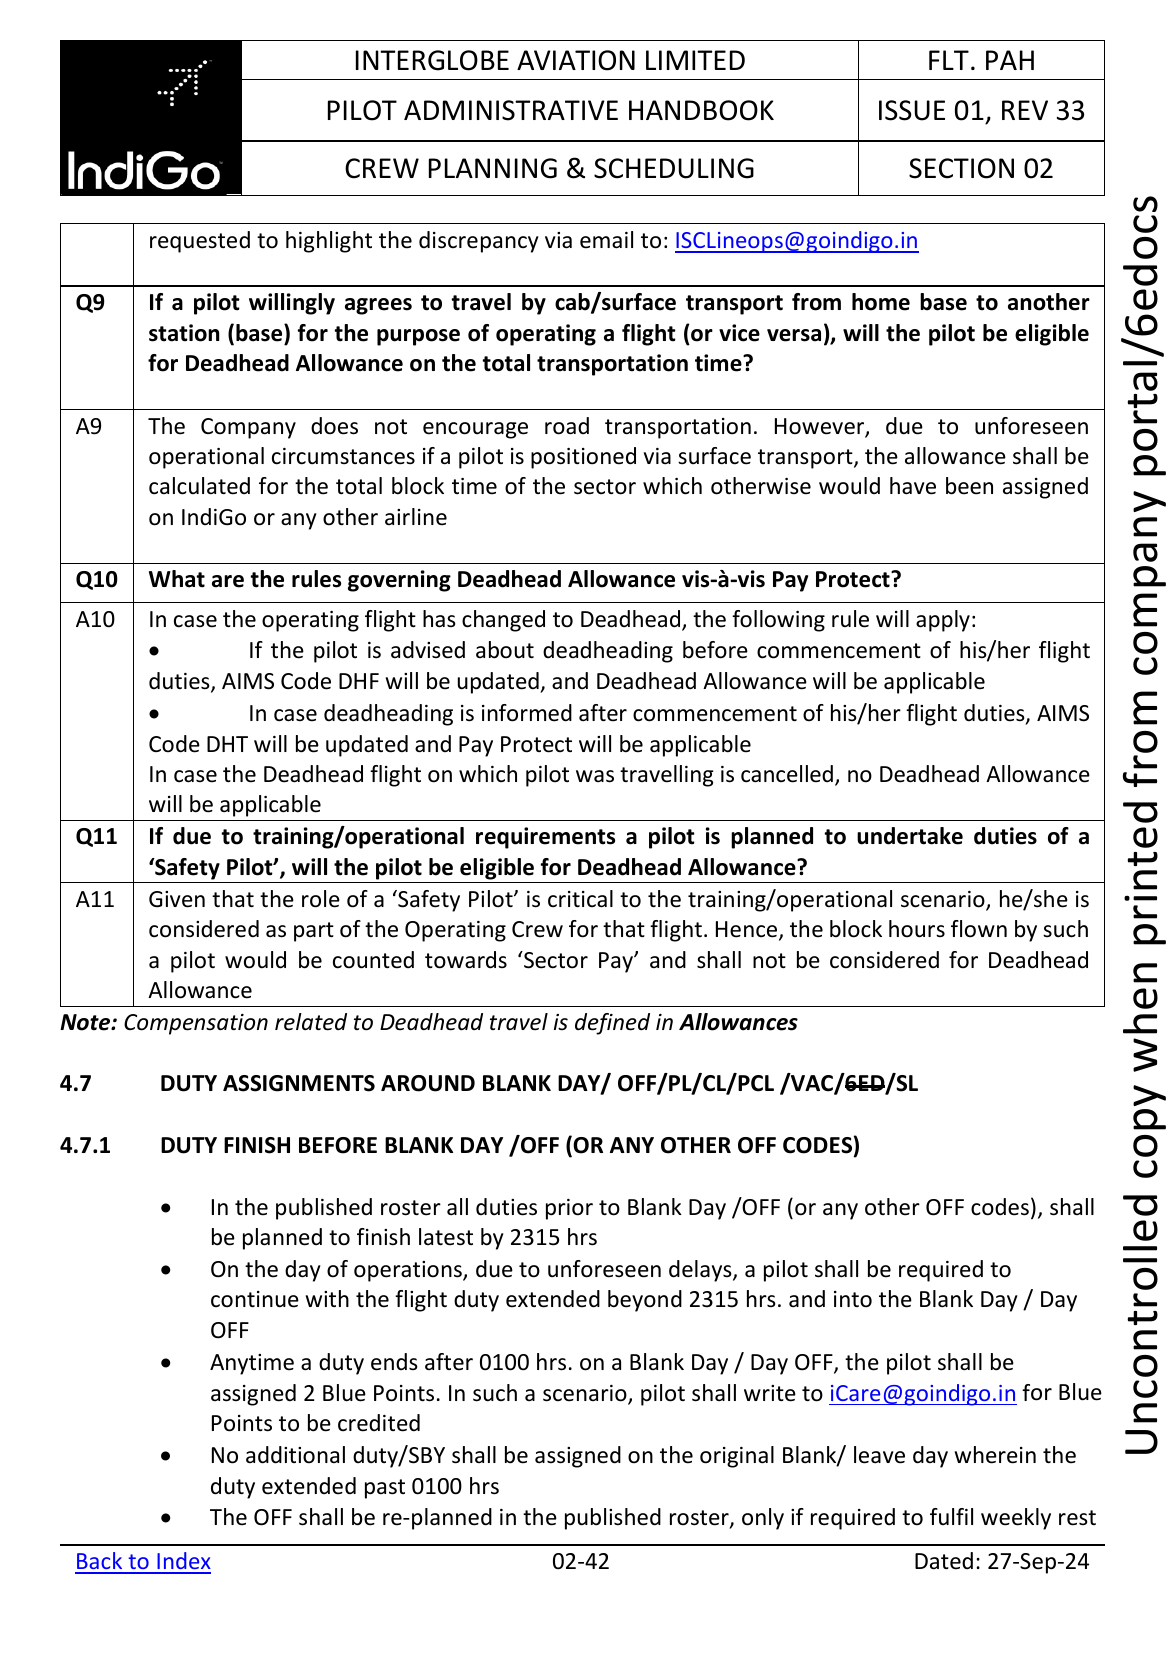 INTERGLOBE AVIATION LIMITED
FLT. PAH
PILOT ADMINISTRATIVE HANDBOOK
ISSUE 01, REV 33
IndiGo
CREW PLANNING & SCHEDULING
SECTION 02
requested to highlight the discrepancy via email to: ISCLineops@goindigo.in
Q9 If a pilot willingly agrees to travel by cab/surface transport from home base to another
station (base) for the purpose of operating a flight (or vice versa), will the pilot be eligible
for Deadhead Allowance on the total transportation time?
A9 The Company does not encourage road transportation. However, due to unforeseen
operational circumstances if a pilot is positioned via surface transport, the allowance shall be
calculated for the total block time of the sector which otherwise would have been assigned
on IndiGo or any other airline
Q10 What are the rules governing Deadhead Allowance vis-à-vis Pay Protect?
A10 In case the operating flight has changed to Deadhead, the following rule will apply:
• If the pilot is advised about deadheading before commencement of his/her flight
duties, AIMS Code DHF will be updated, and Deadhead Allowance will be applicable
• In case deadheading is informed after commencement of his/her flight duties, AIMS
Code DHT will be updated and Pay Protect will be applicable
In case the Deadhead flight on which pilot was travelling is cancelled, no Deadhead Allowance
will be applicable
Q11 If due to training/operational requirements a pilot is planned to undertake duties of a
‘Safety Pilot’, will the pilot be eligible for Deadhead Allowance?
A11 Given that the role of a ‘Safety Pilot’ is critical to the training/operational scenario, he/she is
considered as part of the Operating Crew for that flight. Hence, the block hours flown by such
a pilot would be counted towards ‘Sector Pay’ and shall not be considered for Deadhead
Allowance
Note: Compensation related to Deadhead travel is defined in Allowances
4.7 DUTY ASSIGNMENTS AROUND BLANK DAY/ OFF/PL/CL/PCL /VAC/6ED/SL
4.7.1 DUTY FINISH BEFORE BLANK DAY /OFF (OR ANY OTHER OFF CODES)
• In the published roster all duties prior to Blank Day /OFF (or any other OFF codes), shall
be planned to finish latest by 2315 hrs
• On the day of operations, due to unforeseen delays, a pilot shall be required to
continue with the flight duty extended beyond 2315 hrs. and into the Blank Day / Day
OFF
• Anytime a duty ends after 0100 hrs. on a Blank Day / Day OFF, the pilot shall be
assigned 2 Blue Points. In such a scenario, pilot shall write to iCare@goindigo.in for Blue
Points to be credited
• No additional duty/SBY shall be assigned on the original Blank/ leave day wherein the
duty extended past 0100 hrs
• The OFF shall be re-planned in the published roster, only if required to fulfil weekly rest
Back to Index
02-42
Dated: 27-Sep-24
Uncontrolled copy when printed from company portal/6edocs